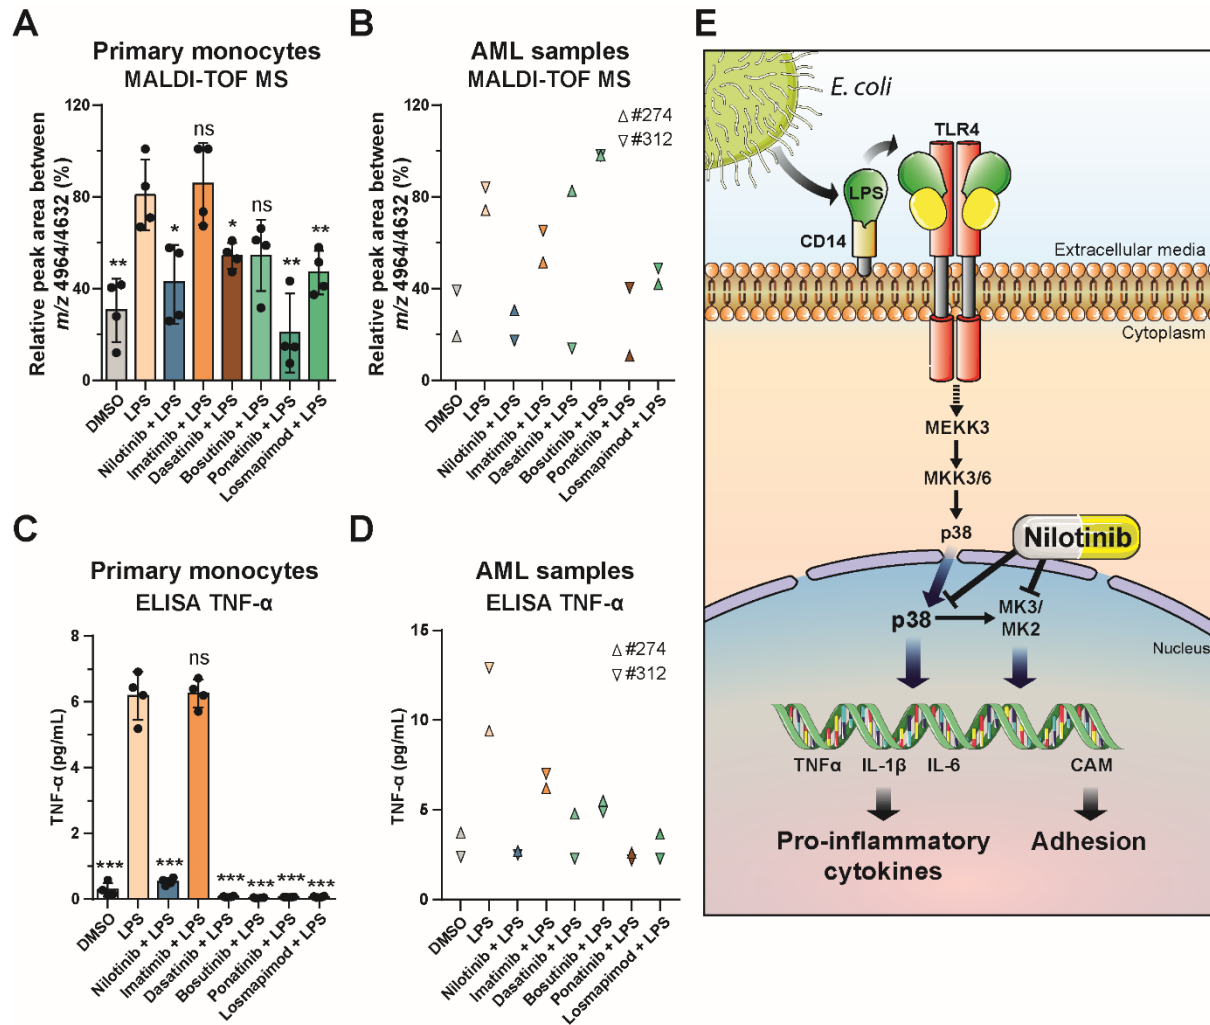 A
Primary monocytes
MALDI-TOF MS
Relative peak area between
m/z 4964/4632 (%)
120
80
40
0
**
*
ns
*
ns
**
**
DMSO
LPS
Nilotinib + LPS
Imatimib + LPS
Dasatinib + LPS
Bosutinib + LPS
Ponatinib + LPS
Losmapimod + LPS
B
AML samples
MALDI-TOF MS
Relative peak area between
m/z 4964/4632 (%)
120
80
40
0
△#274
▽#312
DMSO
LPS
Nilotinib + LPS
Imatimib + LPS
Dasatinib + LPS
Bosutinib + LPS
Ponatinib + LPS
Losmapimod + LPS
C
Primary monocytes
ELISA TNF-α
TNF-α (pg/mL)
8
6
4
2
0
***
***
ns
***
***
***
***
DMSO
LPS
Nilotinib + LPS
Imatimib + LPS
Dasatinib + LPS
Bosutinib + LPS
Ponatinib + LPS
Losmapimod + LPS
D
AML samples
ELISA TNF-α
TNF-α (pg/mL)
15
10
5
0
△#274
▽#312
DMSO
LPS
Nilotinib + LPS
Imatimib + LPS
Dasatinib + LPS
Bosutinib + LPS
Ponatinib + LPS
Losmapimod + LPS
E
E. coli
TLR4
LPS
CD14
Extracellular media
Cytoplasm
MEKK3
MKK3/6
p38
Nilotinib
p38
MK3/
MK2
Nucleus
TNFα
IL-1β
IL-6
CAM
Pro-inflammatory
cytokines
Adhesion